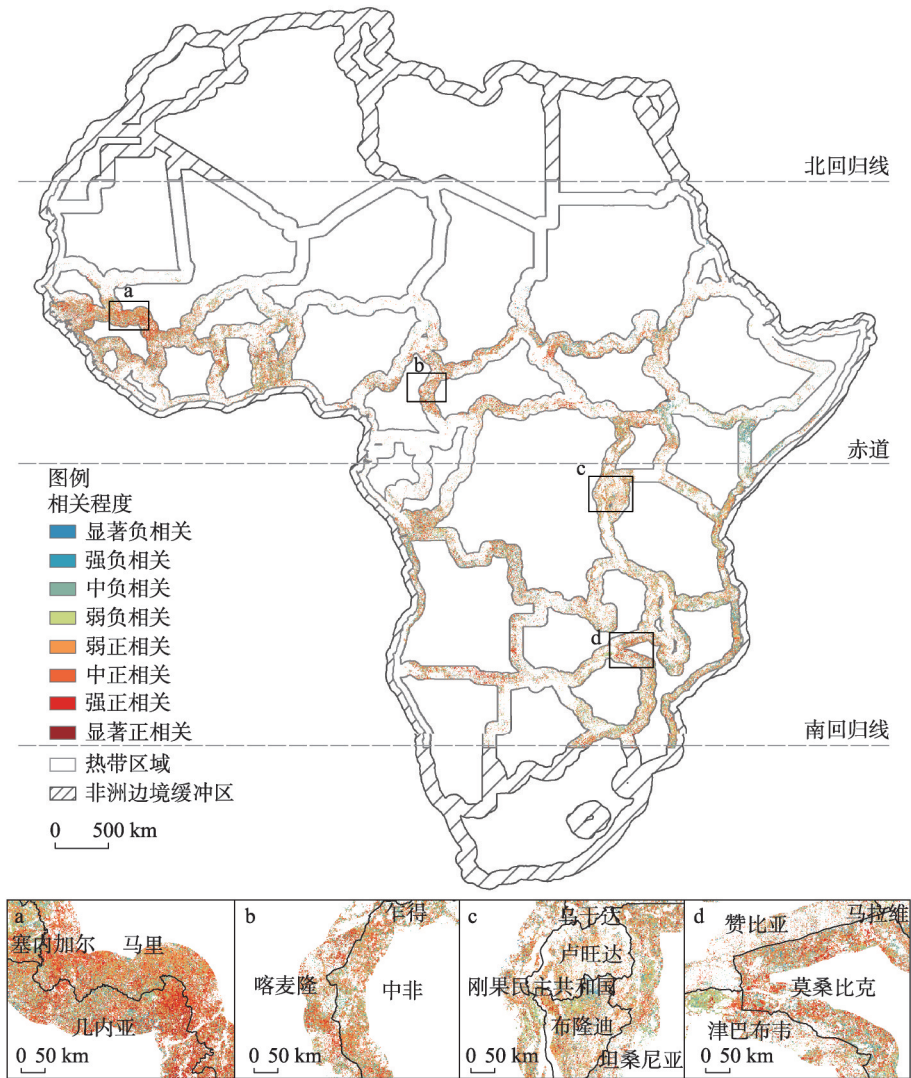 北回归线
a
b
赤道
c
图例
相关程度
显著负相关
强负相关
中负相关
弱负相关
弱正相关
中正相关
强正相关
显著正相关
热带区域
非洲边境缓冲区
0 500 km
d
南回归线
a
塞内加尔 马里
几内亚
0 50 km
b
乍得
喀麦隆
中非
0 50 km
c
乌干达
卢旺达
刚果民主共和国
布隆迪
坦桑尼亚
0 50 km
d
马拉维
赞比亚
莫桑比克
津巴布韦
0 50 km